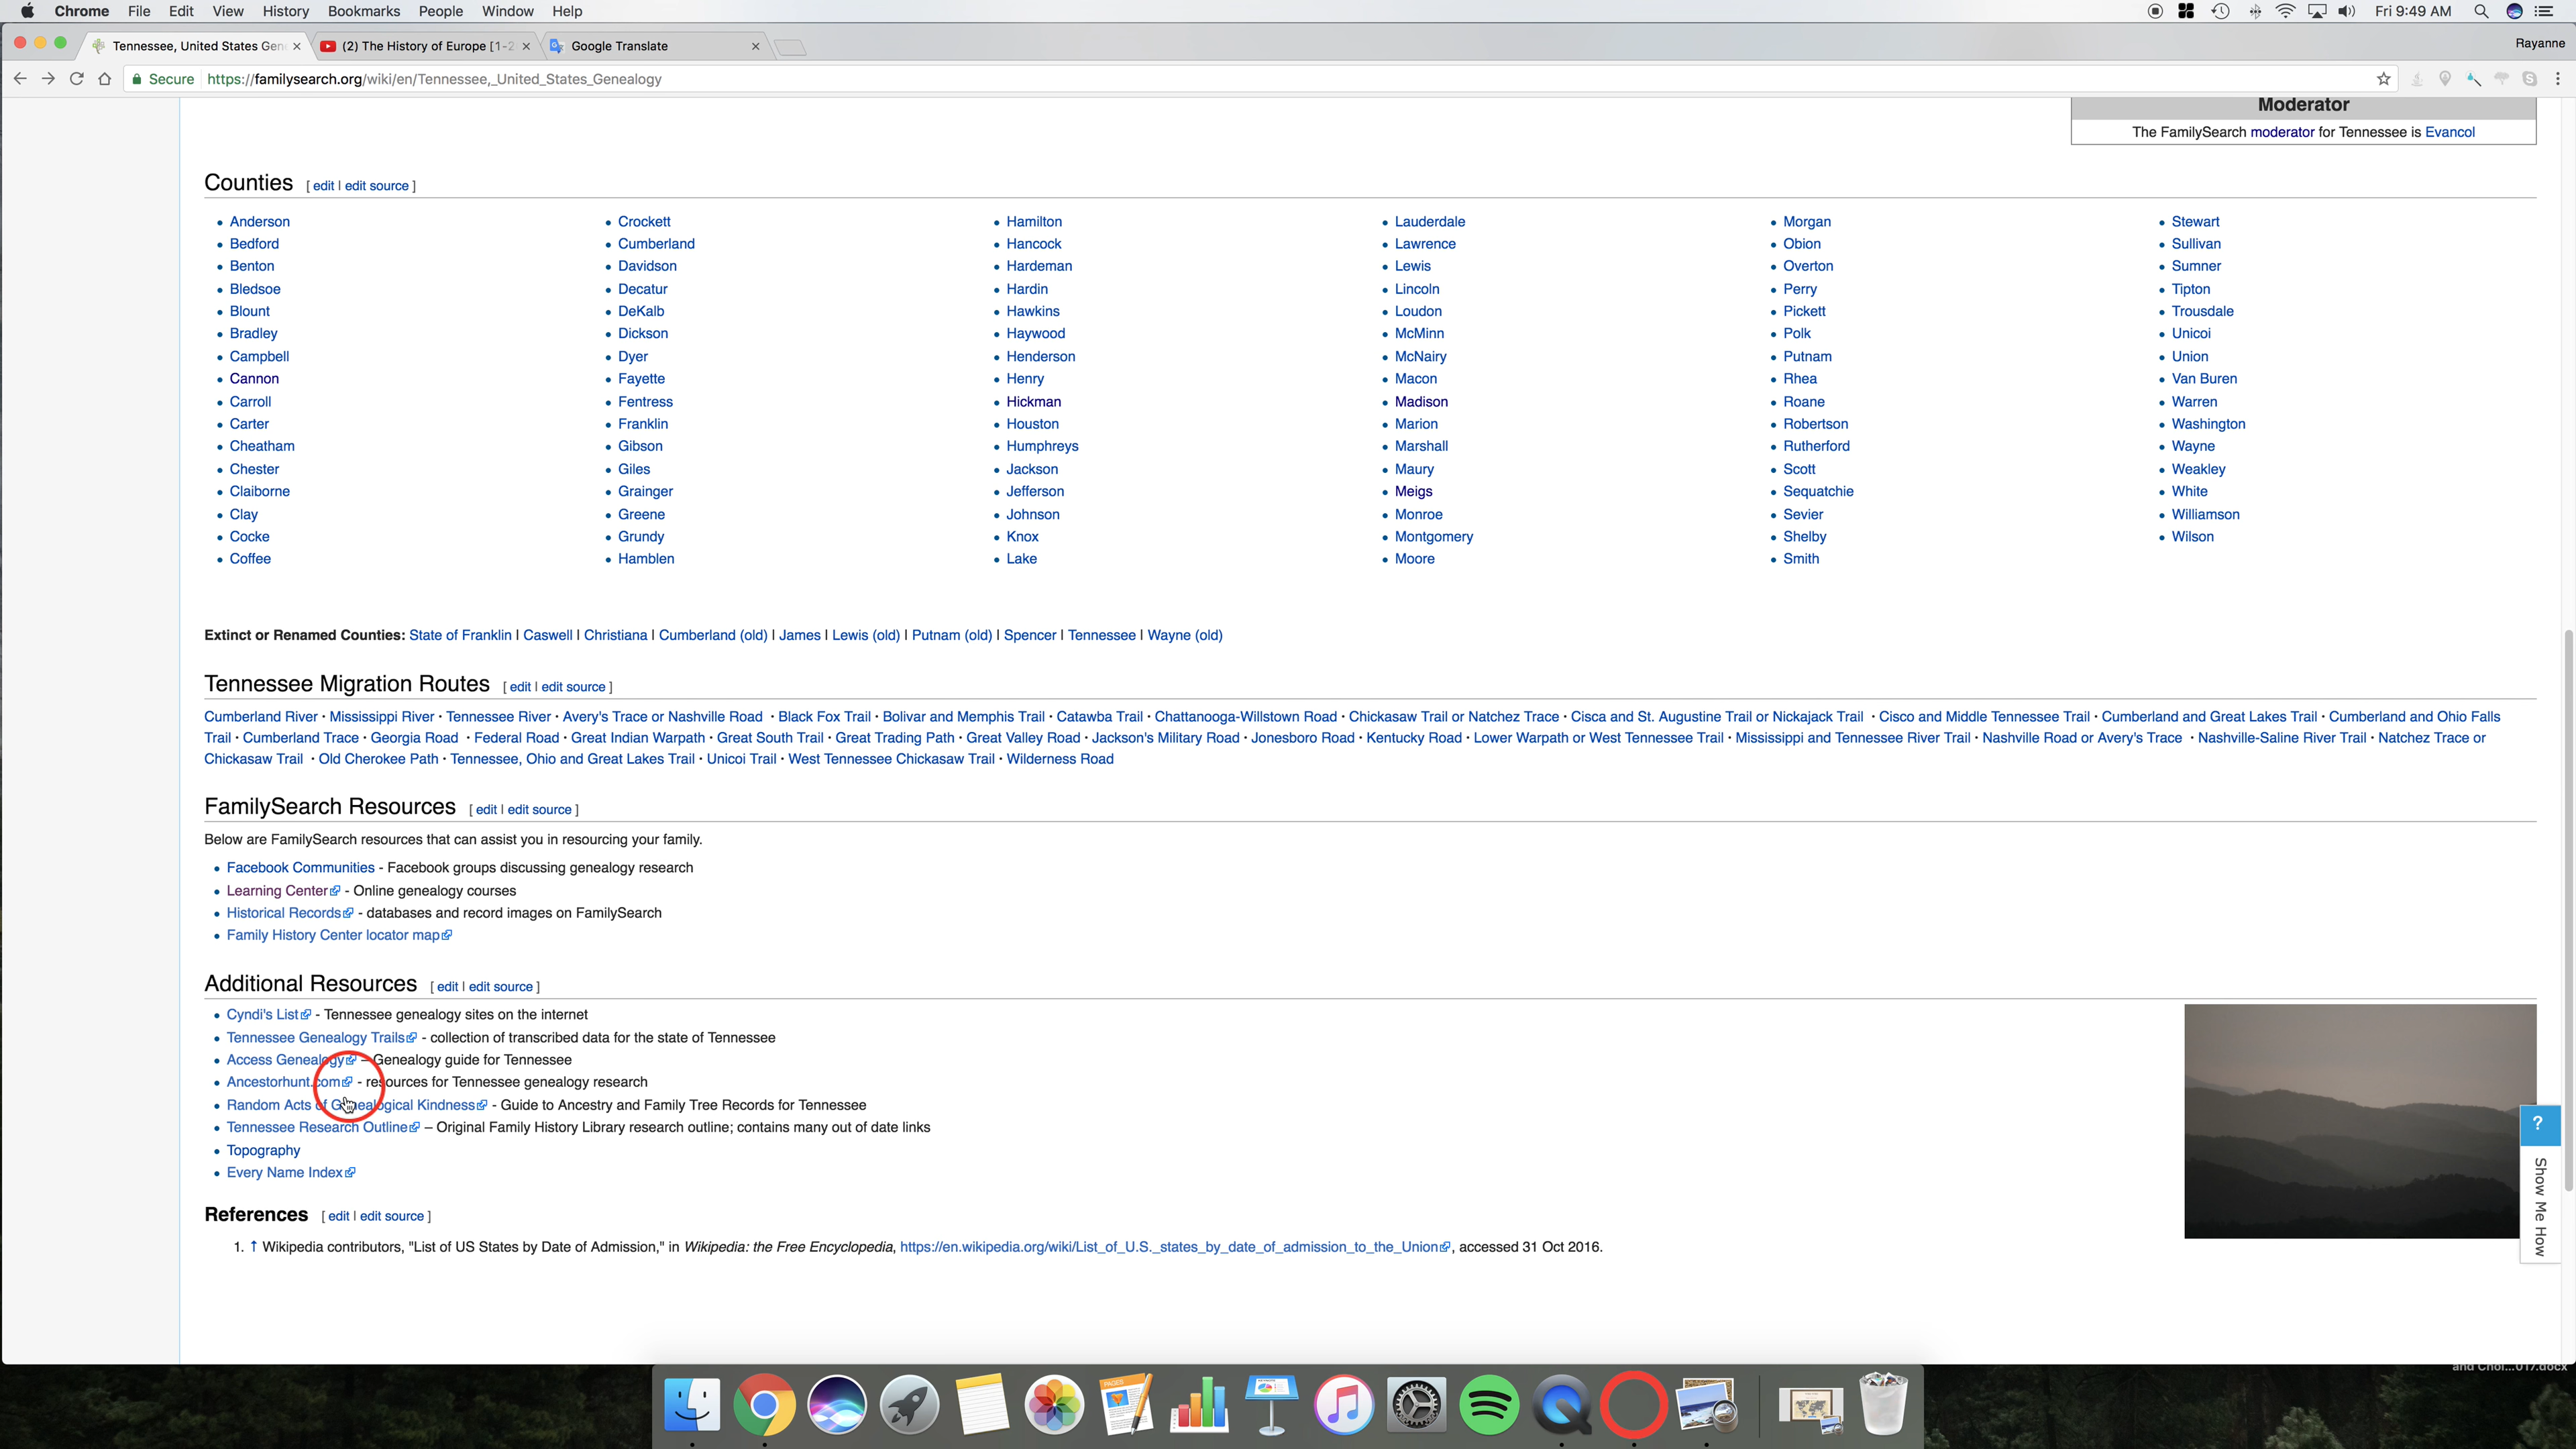 Chrome File Edit View History Bookmarks People Window Help Fri 9:49 AM
Tennessee, United States Gen (2) The History of Europe [1-2 Google Translate Rayanne
Secure https://familysearch.org/wiki/en/Tennessee,_United_States_Genealogy
Moderator
The FamilySearch moderator for Tennessee is Evancol
Counties [ edit | edit source ]
Anderson Crockett Hamilton Lauderdale Morgan Stewart
Bedford Cumberland Hancock Lawrence Obion Sullivan
Benton Davidson Hardeman Lewis Overton Sumner
Bledsoe Decatur Hardin Lincoln Perry Tipton
Blount DeKalb Hawkins Loudon Pickett Trousdale
Bradley Dickson Haywood McMinn Polk Unicoi
Campbell Dyer Henderson McNairy Putnam Union
Cannon Fayette Henry Macon Rhea Van Buren
Carroll Fentress Hickman Madison Roane Warren
Carter Franklin Houston Marion Robertson Washington
Cheatham Gibson Humphreys Marshall Rutherford Wayne
Chester Giles Jackson Maury Scott Weakley
Claiborne Grainger Jefferson Meigs Sequatchie White
Clay Greene Johnson Monroe Sevier Williamson
Cocke Grundy Knox Montgomery Shelby Wilson
Coffee Hamblen Lake Moore Smith
Extinct or Renamed Counties: State of Franklin | Caswell | Christiana | Cumberland (old) | James | Lewis (old) | Putnam (old) | Spencer | Tennessee | Wayne (old)
Tennessee Migration Routes [ edit | edit source ]
Cumberland River · Mississippi River · Tennessee River · Avery's Trace or Nashville Road · Black Fox Trail · Bolivar and Memphis Trail · Catawba Trail · Chattanooga-Willstown Road · Chickasaw Trail or Natchez Trace · Cisca and St. Augustine Trail or Nickajack Trail · Cisco and Middle Tennessee Trail · Cumberland and Great Lakes Trail · Cumberland and Ohio Falls
Trail · Cumberland Trace · Georgia Road · Federal Road · Great Indian Warpath · Great South Trail · Great Trading Path · Great Valley Road · Jackson's Military Road · Jonesboro Road · Kentucky Road · Lower Warpath or West Tennessee Trail · Mississippi and Tennessee River Trail · Nashville Road or Avery's Trace · Nashville-Saline River Trail · Natchez Trace or
Chickasaw Trail · Old Cherokee Path · Tennessee, Ohio and Great Lakes Trail · Unicoi Trail · West Tennessee Chickasaw Trail · Wilderness Road
FamilySearch Resources [ edit | edit source ]
Below are FamilySearch resources that can assist you in resourcing your family.
Facebook Communities - Facebook groups discussing genealogy research
Learning Center - Online genealogy courses
Historical Records - databases and record images on FamilySearch
Family History Center locator map
Additional Resources [ edit | edit source ]
Cyndi's List - Tennessee genealogy sites on the internet
Tennessee Genealogy Trails - collection of transcribed data for the state of Tennessee
Access Genealogy – Genealogy guide for Tennessee
Ancestorhunt.com - resources for Tennessee genealogy research
Random Acts of Genealogical Kindness - Guide to Ancestry and Family Tree Records for Tennessee
Tennessee Research Outline – Original Family History Library research outline; contains many out of date links
Topography
Every Name Index
? Show Me How
References [ edit | edit source ]
1. ↑ Wikipedia contributors, "List of US States by Date of Admission," in Wikipedia: the Free Encyclopedia, https://en.wikipedia.org/wiki/List_of_U.S._states_by_date_of_admission_to_the_Union, accessed 31 Oct 2016.
PAGES